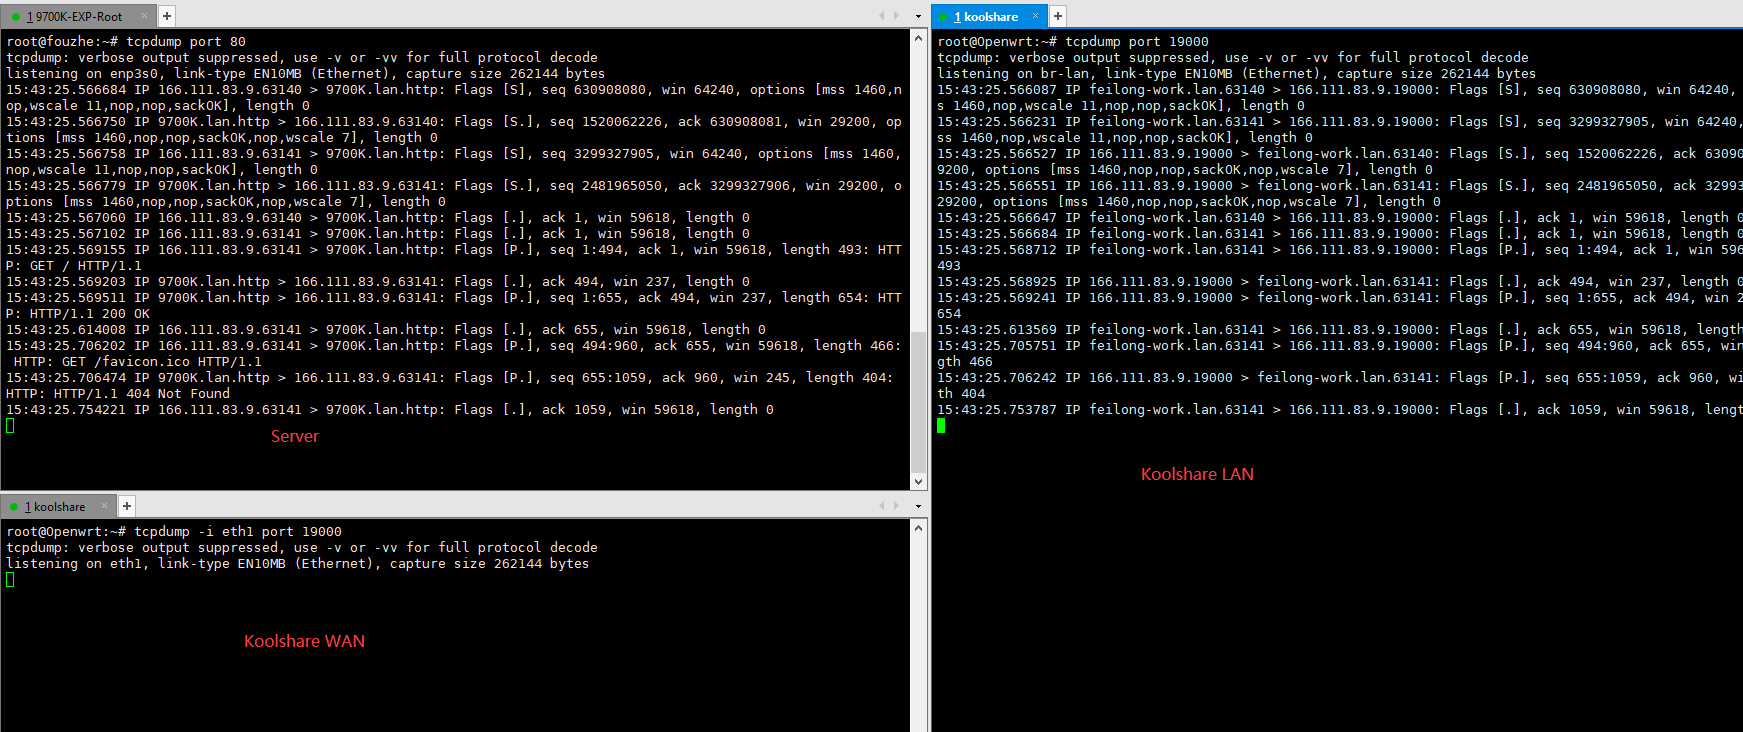 1 9700K-EXP-Root × +
root@fouzhe:~# tcpdump port 80
tcpdump: verbose output suppressed, use -v or -vv for full protocol decode
listening on enp3s0, link-type EN10MB (Ethernet), capture size 262144 bytes
15:43:25.566684 IP 166.111.83.9.63140 > 9700K.lan.http: Flags [S], seq 630908080, win 64240, options [mss 1460,n
op,wscale 11,nop,nop,sackOK], length 0
15:43:25.566750 IP 9700K.lan.http > 166.111.83.9.63140: Flags [S.], seq 1520062226, ack 630908081, win 29200, op
tions [mss 1460,nop,nop,sackOK,nop,wscale 7], length 0
15:43:25.566758 IP 166.111.83.9.63141 > 9700K.lan.http: Flags [S], seq 3299327905, win 64240, options [mss 1460,
nop,wscale 11,nop,nop,sackOK], length 0
15:43:25.566779 IP 9700K.lan.http > 166.111.83.9.63141: Flags [S.], seq 2481965050, ack 3299327906, win 29200, o
ptions [mss 1460,nop,nop,sackOK,nop,wscale 7], length 0
15:43:25.567060 IP 166.111.83.9.63140 > 9700K.lan.http: Flags [.], ack 1, win 59618, length 0
15:43:25.567102 IP 166.111.83.9.63141 > 9700K.lan.http: Flags [.], ack 1, win 59618, length 0
15:43:25.569155 IP 166.111.83.9.63141 > 9700K.lan.http: Flags [P.], seq 1:494, ack 1, win 59618, length 493: HTT
P: GET / HTTP/1.1
15:43:25.569203 IP 9700K.lan.http > 166.111.83.9.63141: Flags [.], ack 494, win 237, length 0
15:43:25.569511 IP 9700K.lan.http > 166.111.83.9.63141: Flags [P.], seq 1:655, ack 494, win 237, length 654: HTT
P: HTTP/1.1 200 OK
15:43:25.614008 IP 166.111.83.9.63141 > 9700K.lan.http: Flags [.], ack 655, win 59618, length 0
15:43:25.706202 IP 166.111.83.9.63141 > 9700K.lan.http: Flags [P.], seq 494:960, ack 655, win 59618, length 466:
 HTTP: GET /favicon.ico HTTP/1.1
15:43:25.706474 IP 9700K.lan.http > 166.111.83.9.63141: Flags [P.], seq 655:1059, ack 960, win 245, length 404:
HTTP: HTTP/1.1 404 Not Found
15:43:25.754221 IP 166.111.83.9.63141 > 9700K.lan.http: Flags [.], ack 1059, win 59618, length 0
Server
1 koolshare × +
root@Openwrt:~# tcpdump -i eth1 port 19000
tcpdump: verbose output suppressed, use -v or -vv for full protocol decode
listening on eth1, link-type EN10MB (Ethernet), capture size 262144 bytes
Koolshare WAN
1 koolshare × +
root@Openwrt:~# tcpdump port 19000
tcpdump: verbose output suppressed, use -v or -vv for full protocol decode
listening on br-lan, link-type EN10MB (Ethernet), capture size 262144 bytes
15:43:25.566087 IP feilong-work.lan.63140 > 166.111.83.9.19000: Flags [S], seq 630908080, win 64240,
s 1460,nop,wscale 11,nop,nop,sackOK], length 0
15:43:25.566231 IP feilong-work.lan.63141 > 166.111.83.9.19000: Flags [S], seq 3299327905, win 64240,
ss 1460,nop,wscale 11,nop,nop,sackOK], length 0
15:43:25.566527 IP 166.111.83.9.19000 > feilong-work.lan.63140: Flags [S.], seq 1520062226, ack 63090
9200, options [mss 1460,nop,nop,sackOK,nop,wscale 7], length 0
15:43:25.566551 IP 166.111.83.9.19000 > feilong-work.lan.63141: Flags [S.], seq 2481965050, ack 32993
29200, options [mss 1460,nop,nop,sackOK,nop,wscale 7], length 0
15:43:25.566647 IP feilong-work.lan.63140 > 166.111.83.9.19000: Flags [.], ack 1, win 59618, length 0
15:43:25.566684 IP feilong-work.lan.63141 > 166.111.83.9.19000: Flags [.], ack 1, win 59618, length 0
15:43:25.568712 IP feilong-work.lan.63141 > 166.111.83.9.19000: Flags [P.], seq 1:494, ack 1, win 596
493
15:43:25.568925 IP 166.111.83.9.19000 > feilong-work.lan.63141: Flags [.], ack 494, win 237, length 0
15:43:25.569241 IP 166.111.83.9.19000 > feilong-work.lan.63141: Flags [P.], seq 1:655, ack 494, win 2
654
15:43:25.613569 IP feilong-work.lan.63141 > 166.111.83.9.19000: Flags [.], ack 655, win 59618, length
15:43:25.705751 IP feilong-work.lan.63141 > 166.111.83.9.19000: Flags [P.], seq 494:960, ack 655, win
gth 466
15:43:25.706242 IP 166.111.83.9.19000 > feilong-work.lan.63141: Flags [P.], seq 655:1059, ack 960, wi
th 404
15:43:25.753787 IP feilong-work.lan.63141 > 166.111.83.9.19000: Flags [.], ack 1059, win 59618, lengt
Koolshare LAN